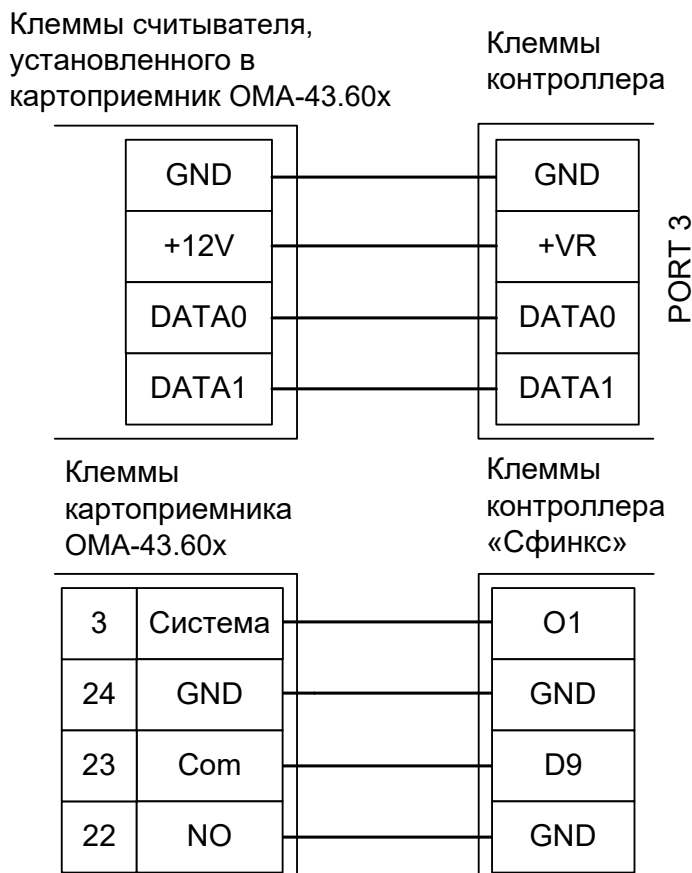 Клеммы считывателя,
установленного в
картоприемник ОМА-43.60х
Клеммы
контроллера
GND
GND
+12V
+VR
DATA0
DATA0
DATA1
DATA1
PORT 3
Клеммы
картоприемника
ОМА-43.60х
Клеммы
контроллера
«Сфинкс»
3 Система
O1
24 GND
GND
23 Com
D9
22 NO
GND